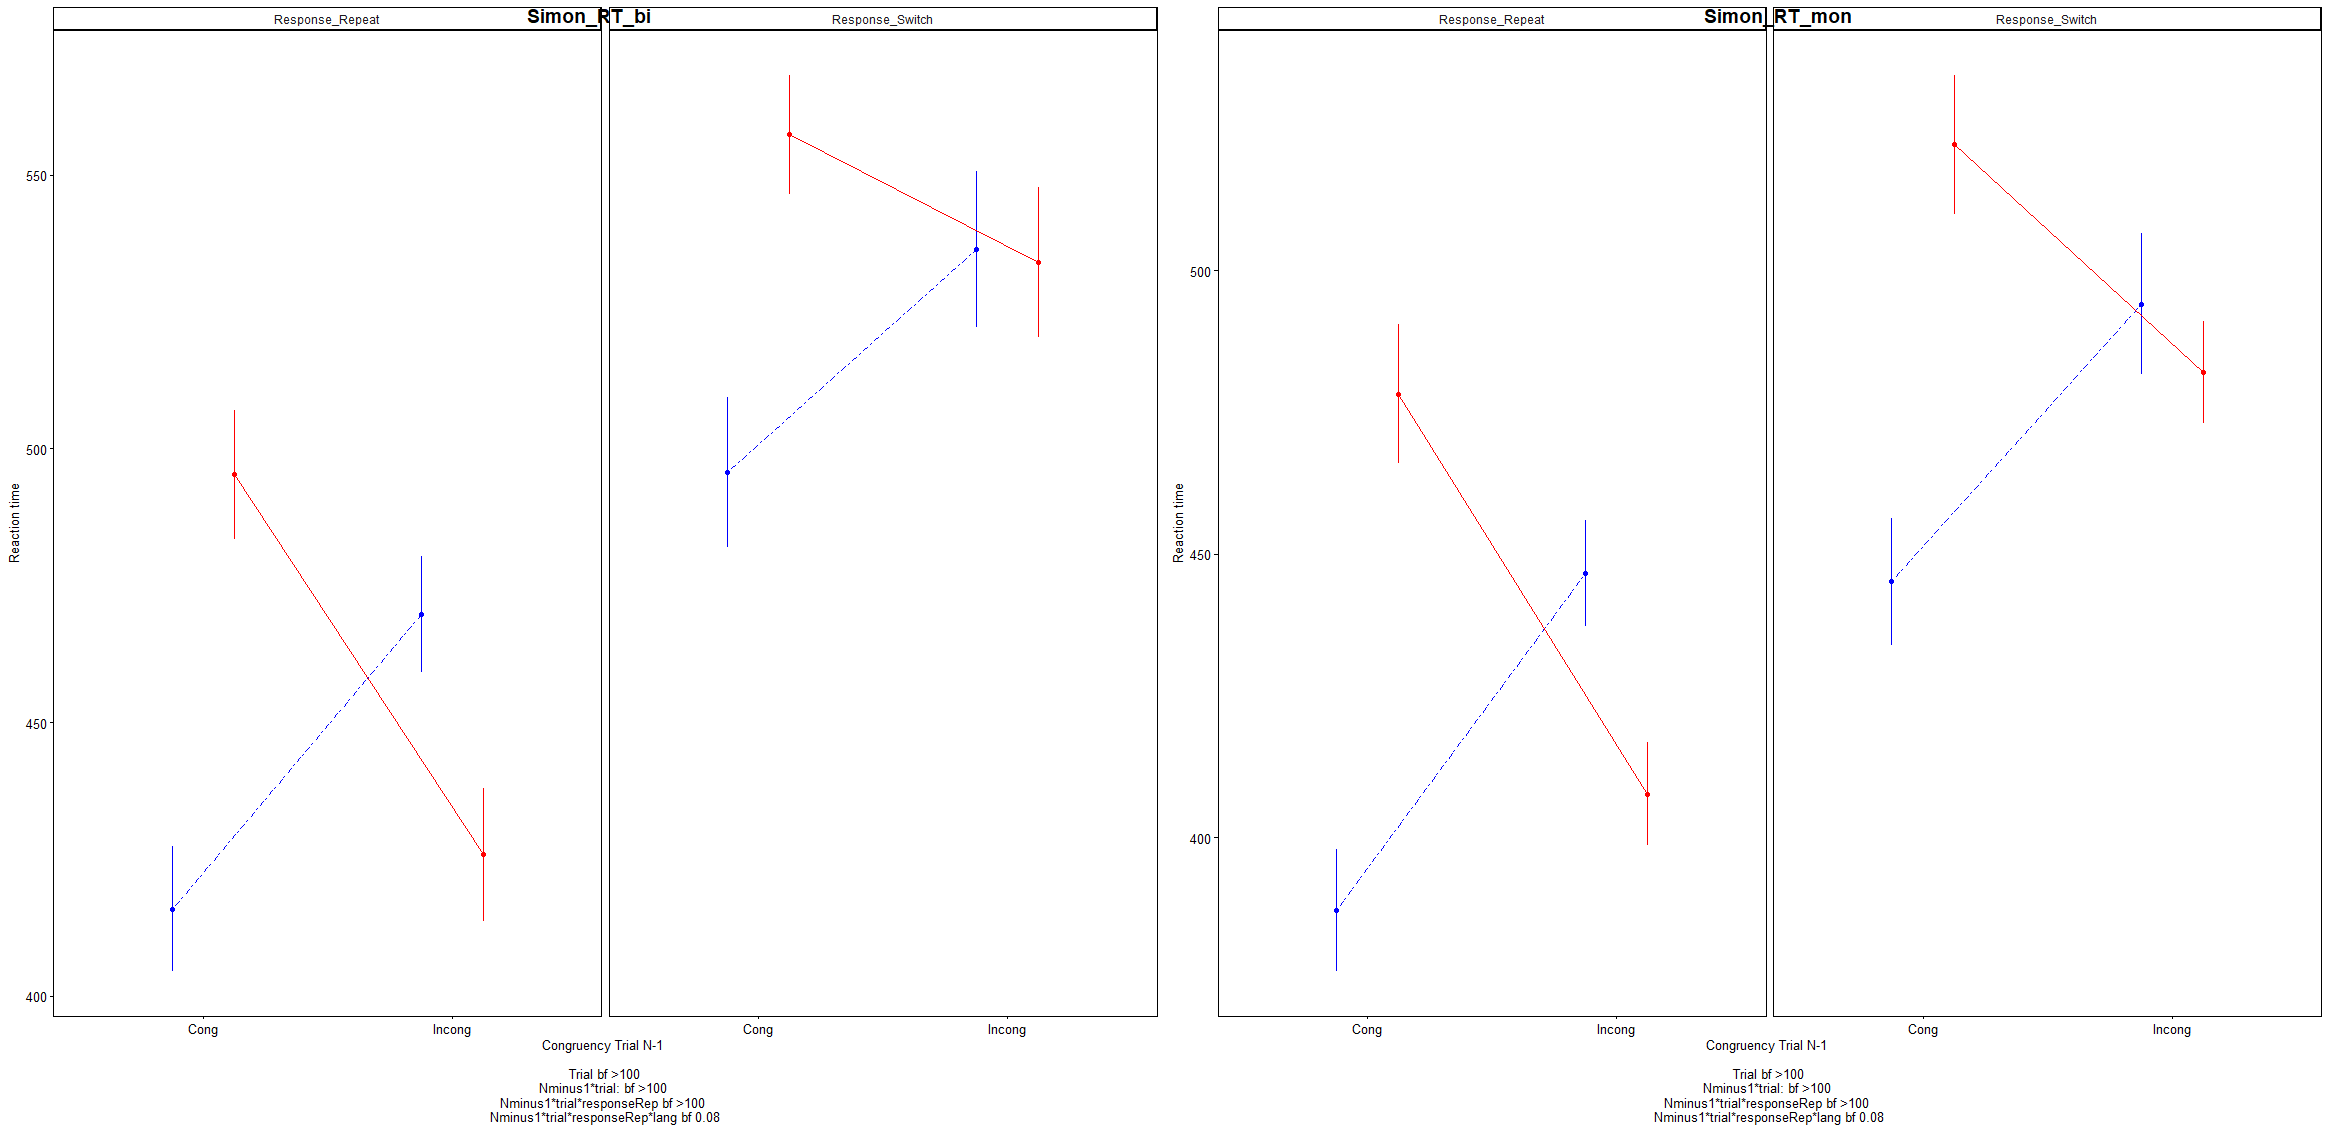 Simon_RT_bi
Response_Repeat
Response_Switch
550
500
450
400
Reaction time
Cong
Incong
Cong
Incong
Congruency Trial N-1
Trial bf >100
Nminus1*trial: bf >100
Nminus1*trial*responseRep bf >100
Nminus1*trial*responseRep*lang bf 0.08
Simon_RT_mon
Response_Repeat
Response_Switch
500
450
400
Reaction time
Cong
Incong
Cong
Incong
Congruency Trial N-1
Trial bf >100
Nminus1*trial: bf >100
Nminus1*trial*responseRep bf >100
Nminus1*trial*responseRep*lang bf 0.08